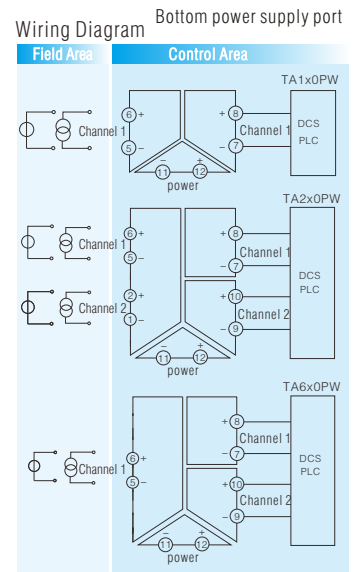 Wiring Diagram
Bottom power supply port
Field Area
Control Area
TA1x0PW
6 +
+ 8
Channel 1
Channel 1
DCS
PLC
5 −
− 7
− +
11 12
power
TA2x0PW
6 +
+ 8
Channel 1
Channel 1
5 −
− 7
DCS
PLC
2 +
+ 10
Channel 2
Channel 2
1 −
− 9
− +
11 12
power
TA6x0PW
+ 8
Channel 1
6 +
− 7
Channel 1
DCS
PLC
5 −
+ 10
Channel 2
− 9
− +
11 12
power